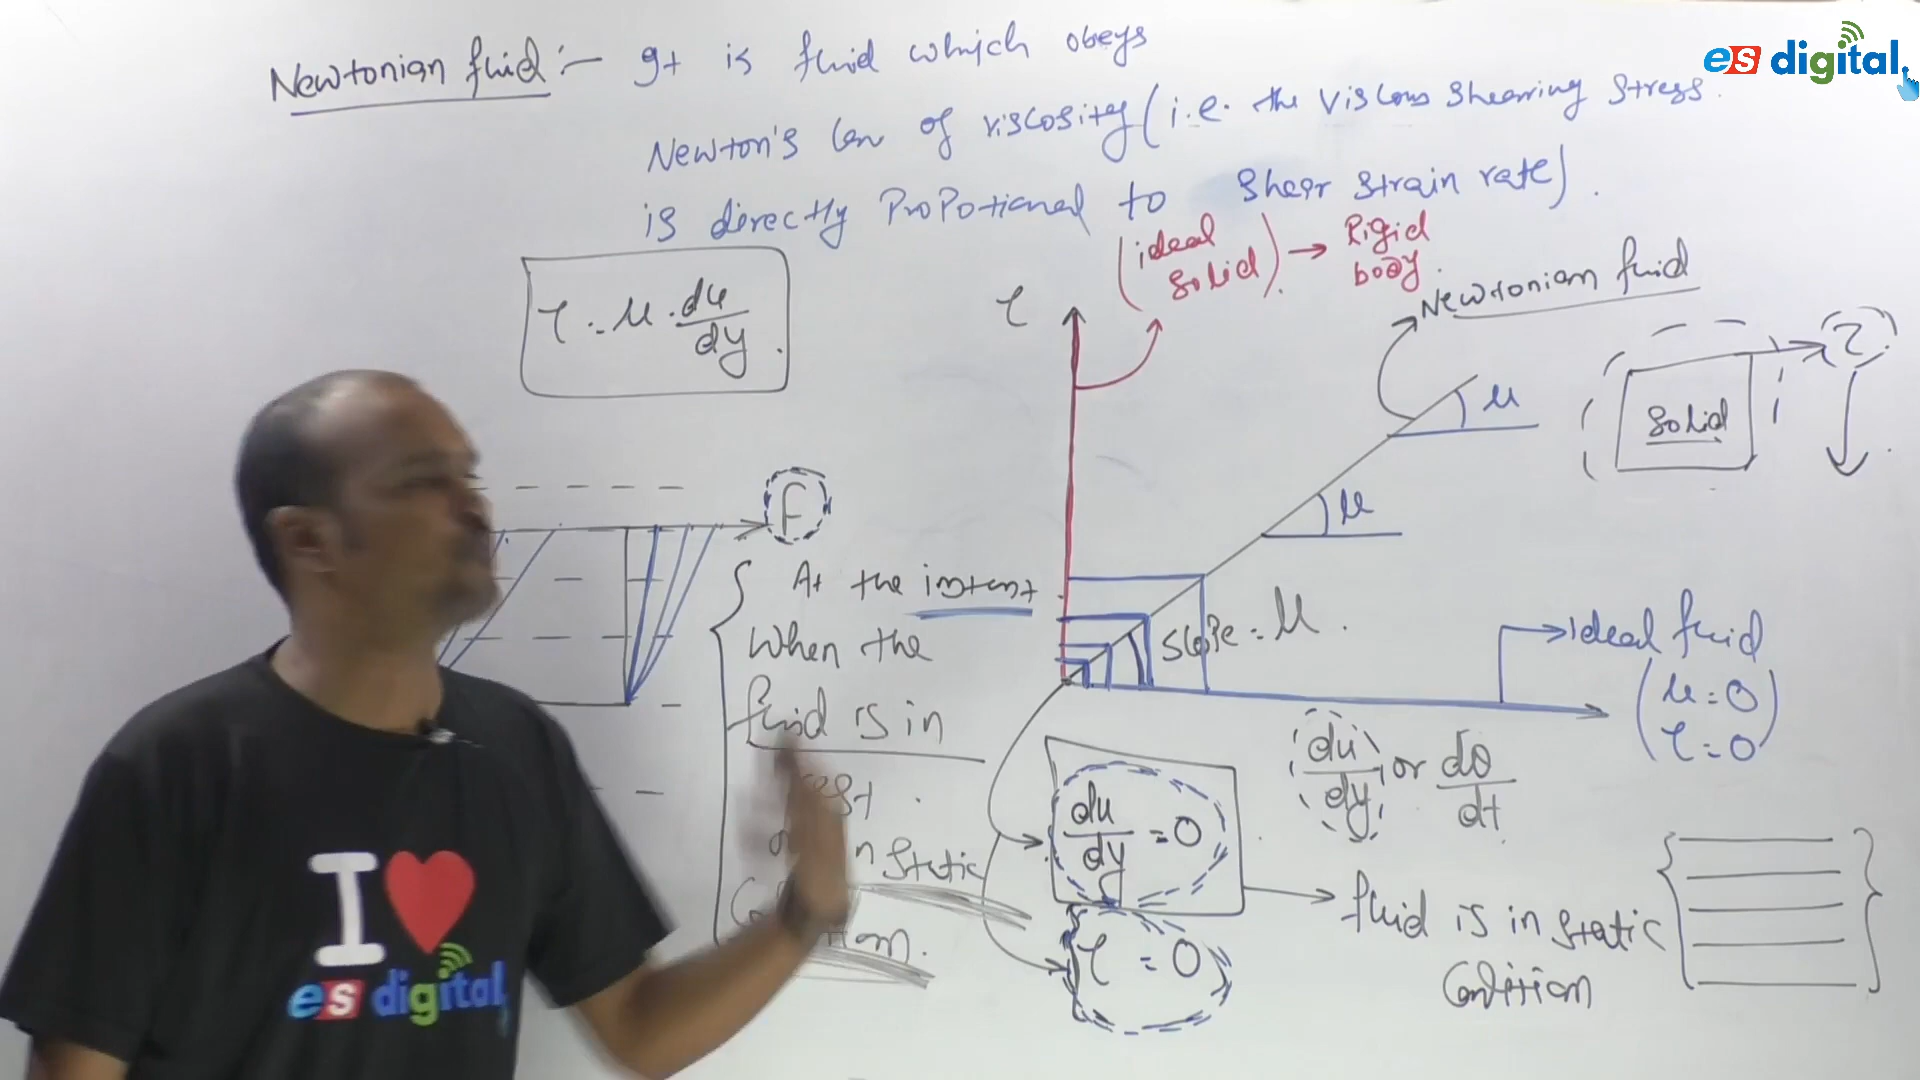 es digital.
Newtonian fluid :- It is fluid which obeys
Newton's law of viscosity (i.e. the viscous shearing stress
is directly Propotional to shear strain rate).
τ = μ . du/dy .
(ideal solid) → Rigid body.
τ
Newtonian fluid
μ
μ
solid
τ
F
{ At the instant
when the
fluid is in
rest .
static
slope = μ .
ideal fluid
(μ = 0
τ = 0)
du/dy or dθ/dt
du/dy = 0
τ = 0
fluid is in static
Condition
I
es digital